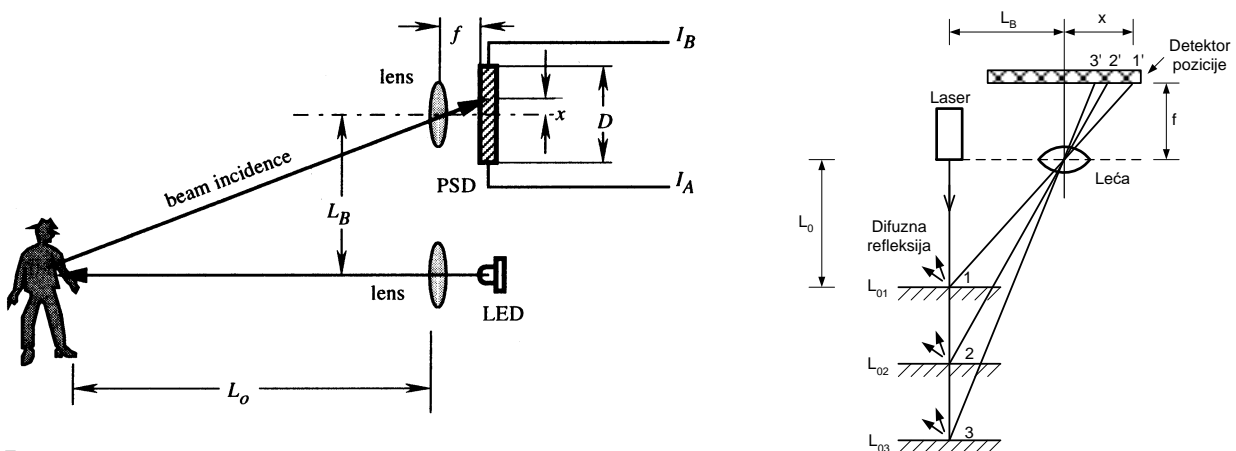 f
I_B
lens
x
D
beam incidence
PSD
I_A
L_B
lens
LED
L_o
L_B
x
3' 2' 1'
Detektor
pozicije
Laser
f
Leća
L_0
Difuzna
refleksija
1
L_01
2
L_02
3
L_03